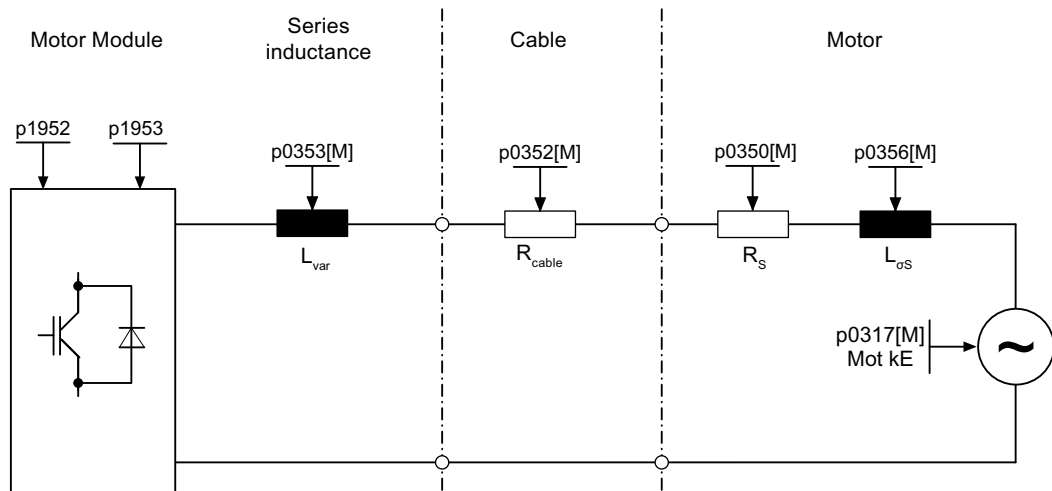 Motor Module
Series
inductance
Cable
Motor
p1952
p1953
p0353[M]
p0352[M]
p0350[M]
p0356[M]
L_var
R_cable
R_S
L_σS
p0317[M]
Mot kE
~